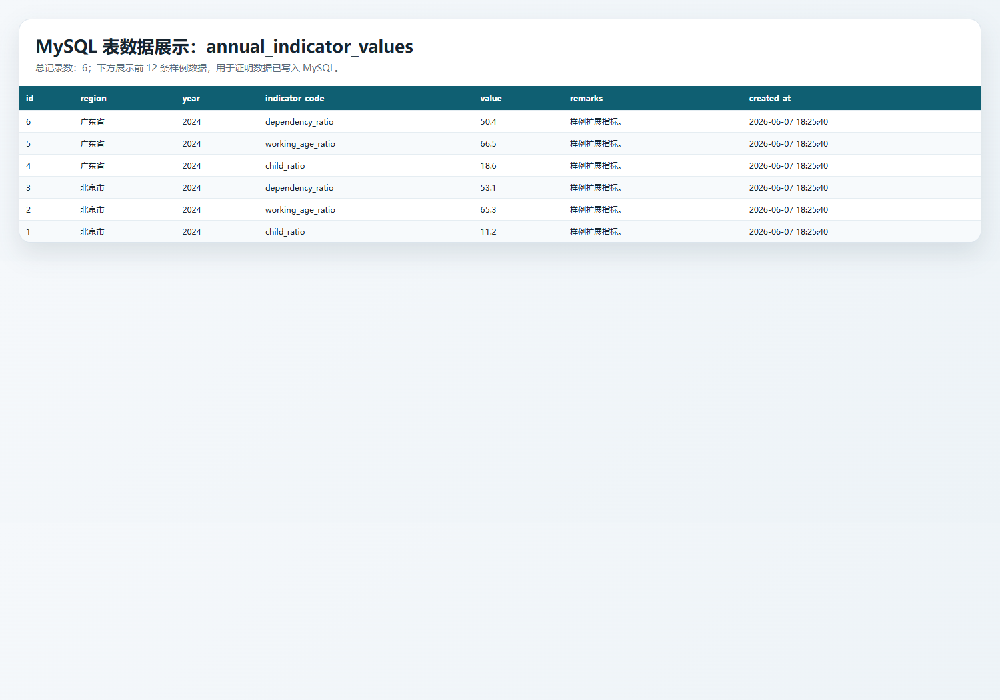 MySQL 表数据展示：annual_indicator_values
总记录数：6；下方展示前 12 条样例数据，用于证明数据已写入 MySQL。
id region year indicator_code value remarks created_at
6 广东省 2024 dependency_ratio 50.4 样例扩展指标。 2026-06-07 18:25:40
5 广东省 2024 working_age_ratio 66.5 样例扩展指标。 2026-06-07 18:25:40
4 广东省 2024 child_ratio 18.6 样例扩展指标。 2026-06-07 18:25:40
3 北京市 2024 dependency_ratio 53.1 样例扩展指标。 2026-06-07 18:25:40
2 北京市 2024 working_age_ratio 65.3 样例扩展指标。 2026-06-07 18:25:40
1 北京市 2024 child_ratio 11.2 样例扩展指标。 2026-06-07 18:25:40